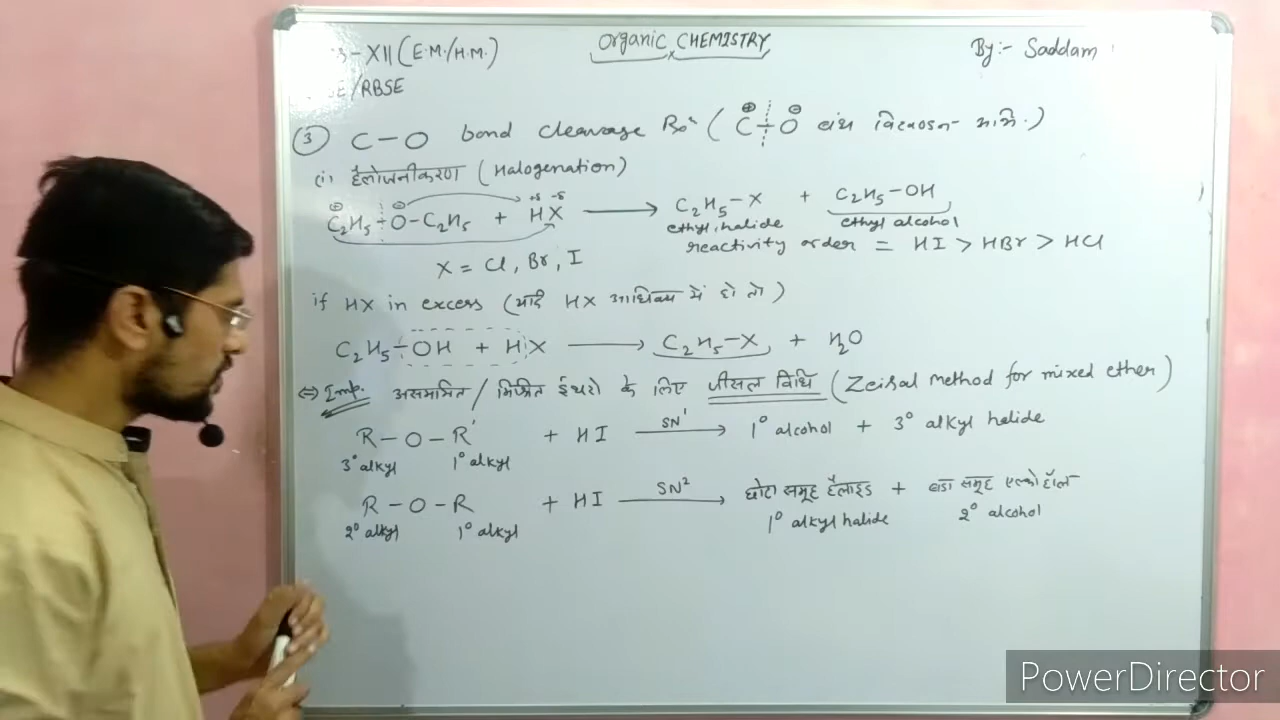 -XII (E.M./H.M.)
Organic CHEMISTRY
By:- Saddam
/RBSE
③ C-O bond cleavage Rxn (C⊕ + O⊖ बंध वियोजन अभि.)
(i) हैलोजनीकरण (Halogenation)
⊕ ⊖ +δ -δ
C₂H₅-O-C₂H₅ + HX ⟶ C₂H₅-X + C₂H₅-OH
ethyl halide ethyl alcohol
reactivity order = HI > HBr > HCl
X = Cl, Br, I
if HX in excess (यदि HX आधिक्य में हो तो)
C₂H₅-OH + HX ⟶ C₂H₅-X + H₂O
⇔ Imp. असममित / मिश्रित ईथरों के लिए जीसल विधि (Zeisal method for mixed ether)
R-O-R' + HI SN¹⟶ 1° alcohol + 3° alkyl halide
3° alkyl 1° alkyl
R-O-R + HI SN²⟶ छोटा समूह हैलाइड + बडा समूह एल्कोहॉल
2° alkyl 1° alkyl 1° alkyl halide 2° alcohol
PowerDirector